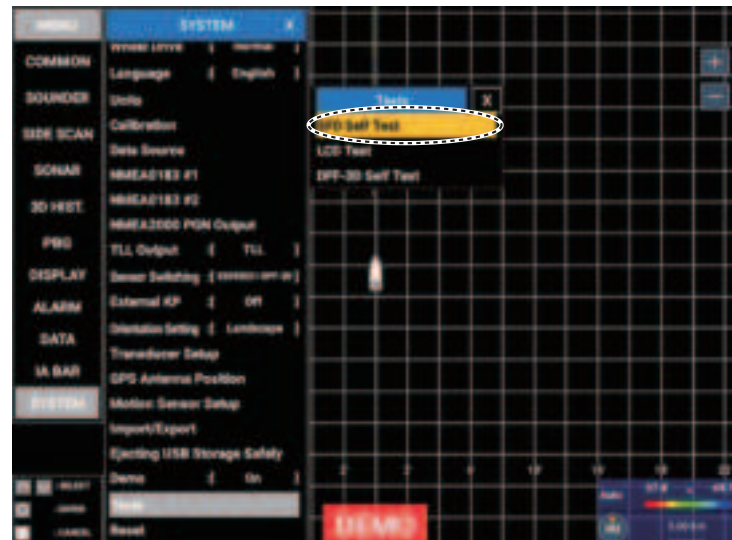 MENU
SYSTEM X
COMMON
SOUNDER
SIDE SCAN
SONAR
3D HIST.
PBG
DISPLAY
ALARM
DATA
IA BAR
SYSTEM
Wheel Drive [ Normal ]
Language [ English ]
Units
Calibration
Data Source
NMEA0183 #1
NMEA0183 #2
NMEA2000 PGN Output
TLL Output [ TLL ]
Sensor Switching
External KP [ Off ]
Orientation Setting [ Landscape ]
Transducer Setup
GPS Antenna Position
Motion Sensor Setup
Import/Export
Ejecting USB Storage Safely
Demo [ On ]
Tests
Reset
Tests X
Self Test
LCD Test
DFF-3D Self Test
+
−
DEMO